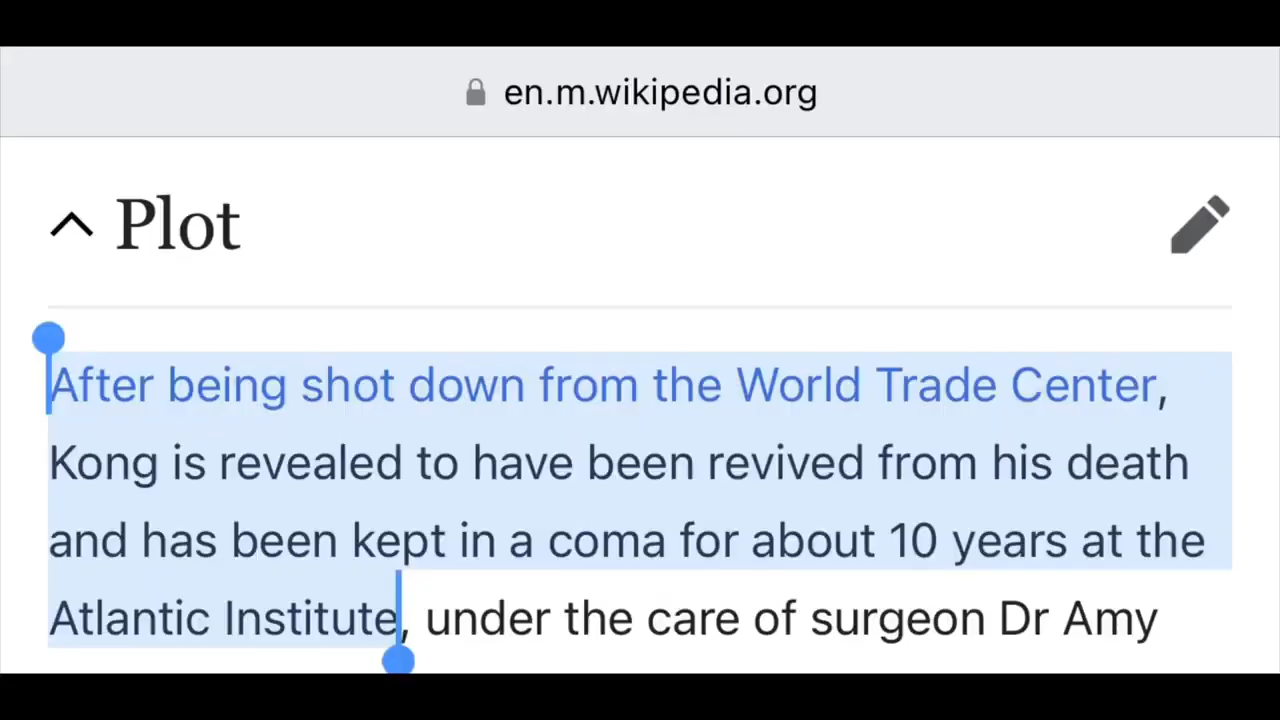 en.m.wikipedia.org
Plot
After being shot down from the World Trade Center,
Kong is revealed to have been revived from his death
and has been kept in a coma for about 10 years at the
Atlantic Institute, under the care of surgeon Dr Amy